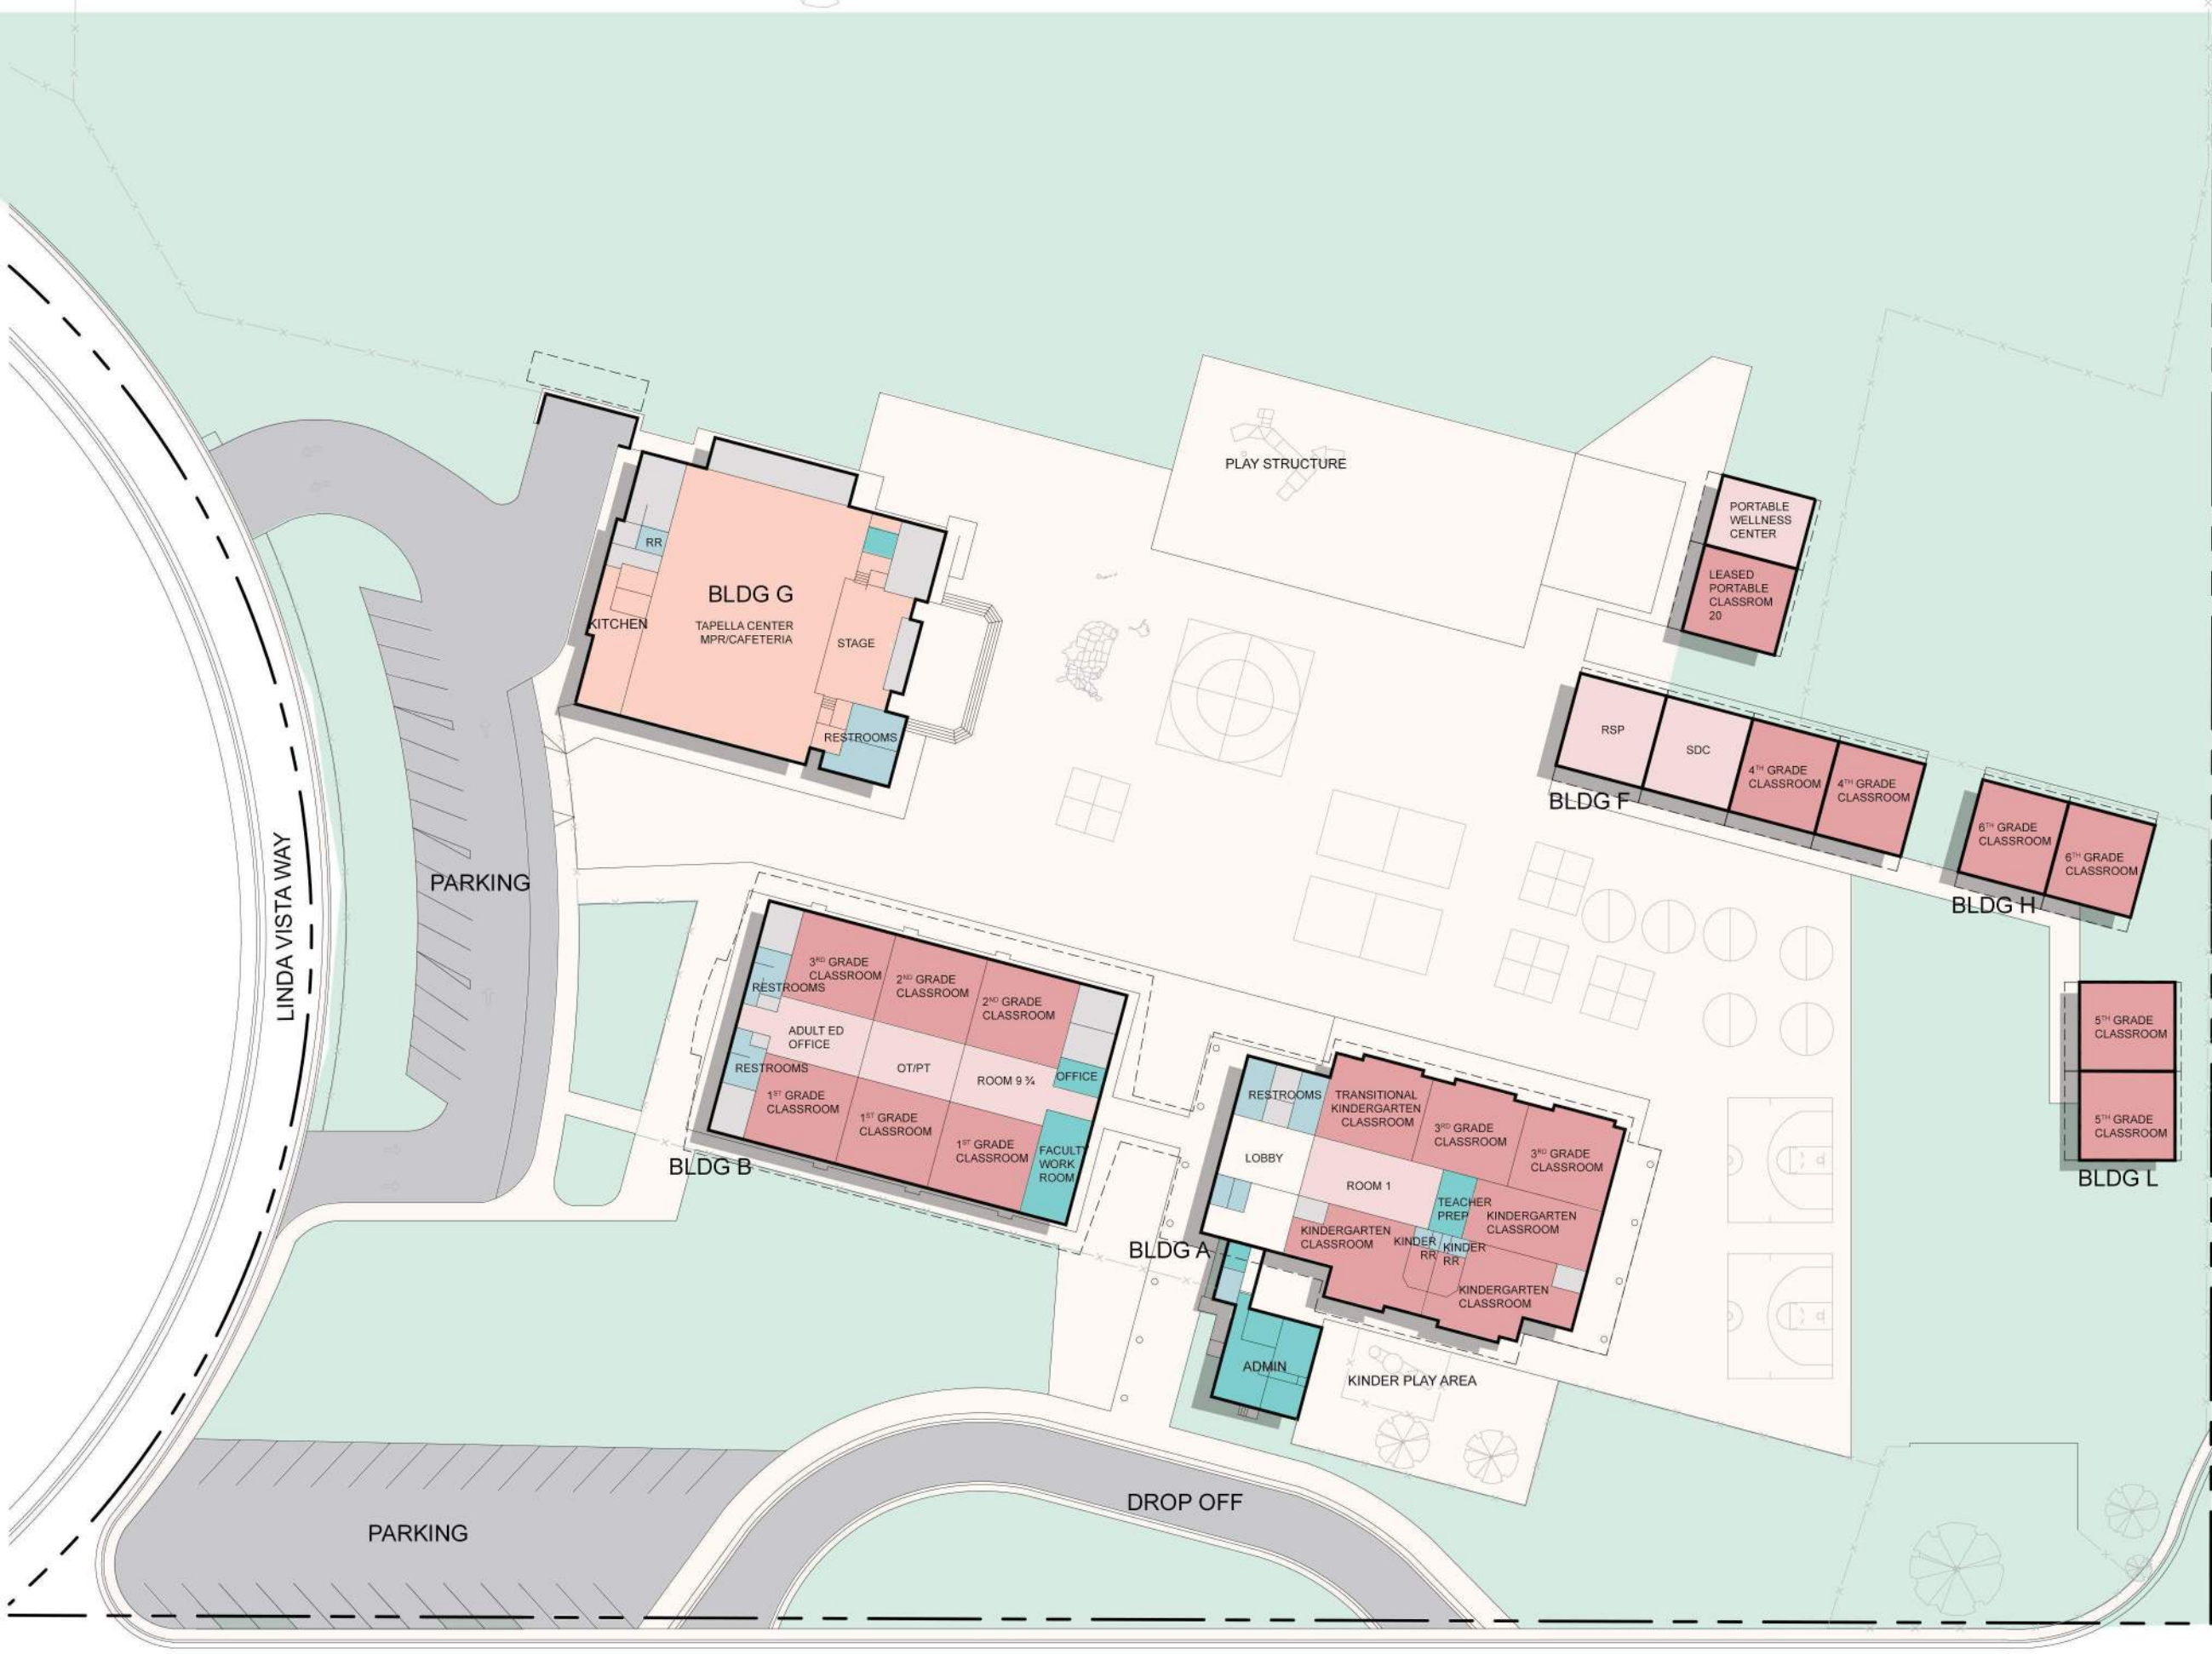 PLAY STRUCTURE
PORTABLE
WELLNESS
CENTER
LEASED
PORTABLE
CLASSROM
20
RR
BLDG G
TAPELLA CENTER
MPR/CAFETERIA
KITCHEN
STAGE
RESTROOMS
RSP
SDC
4TH GRADE
CLASSROOM
4TH GRADE
CLASSROOM
BLDG F
6TH GRADE
CLASSROOM
6TH GRADE
CLASSROOM
BLDG H
LINDA VISTA WAY
PARKING
3RD GRADE
CLASSROOM
2ND GRADE
CLASSROOM
2ND GRADE
CLASSROOM
RESTROOMS
ADULT ED
OFFICE
OT/PT
ROOM 9 ¾
OFFICE
RESTROOMS
1ST GRADE
CLASSROOM
1ST GRADE
CLASSROOM
1ST GRADE
CLASSROOM
FACULTY
WORK
ROOM
BLDG B
5TH GRADE
CLASSROOM
5TH GRADE
CLASSROOM
BLDG L
RESTROOMS
TRANSITIONAL
KINDERGARTEN
CLASSROOM
3RD GRADE
CLASSROOM
3RD GRADE
CLASSROOM
LOBBY
ROOM 1
TEACHER
PREP
KINDERGARTEN
CLASSROOM
KINDERGARTEN
CLASSROOM
KINDER
RR
KINDER
RR
KINDERGARTEN
CLASSROOM
BLDG A
ADMIN
KINDER PLAY AREA
DROP OFF
PARKING